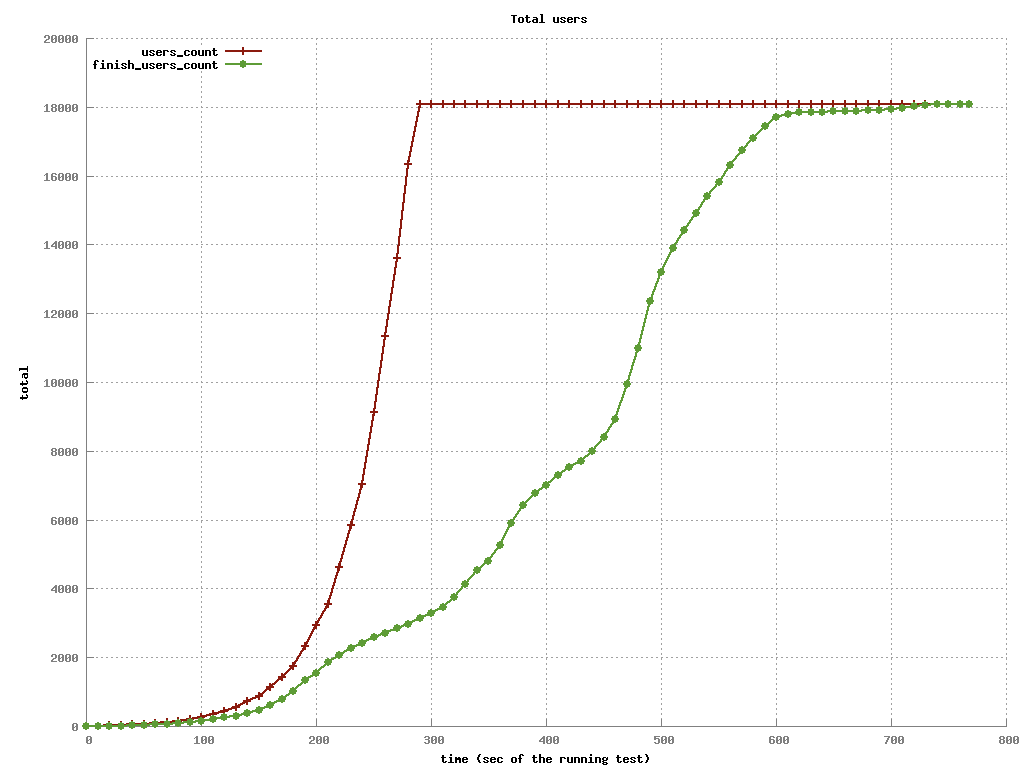 Total users
users_count
finish_users_count
20000
18000
16000
14000
12000
10000
8000
6000
4000
2000
0
total
0 100 200 300 400 500 600 700 800
time (sec of the running test)